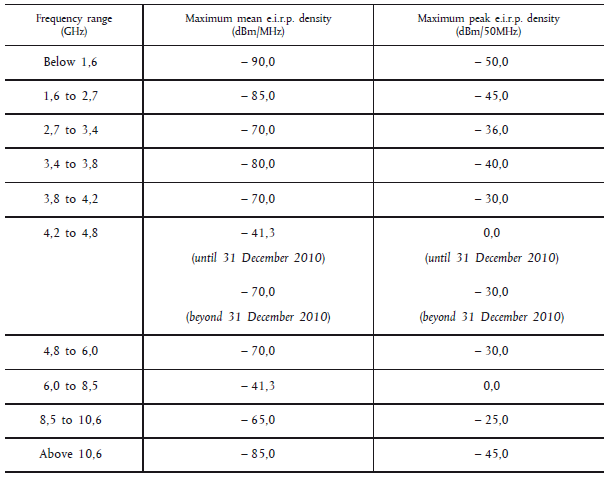 Frequency range Maximum mean e.i.r.p. density Maximum peak e.i.r.p. density
(GHz) (dBm/MHz) (dBm/50MHz)
Below 1,6 – 90,0 – 50,0
1,6 to 2,7 – 85,0 – 45,0
2,7 to 3,4 – 70,0 – 36,0
3,4 to 3,8 – 80,0 – 40,0
3,8 to 4,2 – 70,0 – 30,0
4,2 to 4,8 – 41,3 0,0
(until 31 December 2010) (until 31 December 2010)
– 70,0 – 30,0
(beyond 31 December 2010) (beyond 31 December 2010)
4,8 to 6,0 – 70,0 – 30,0
6,0 to 8,5 – 41,3 0,0
8,5 to 10,6 – 65,0 – 25,0
Above 10,6 – 85,0 – 45,0